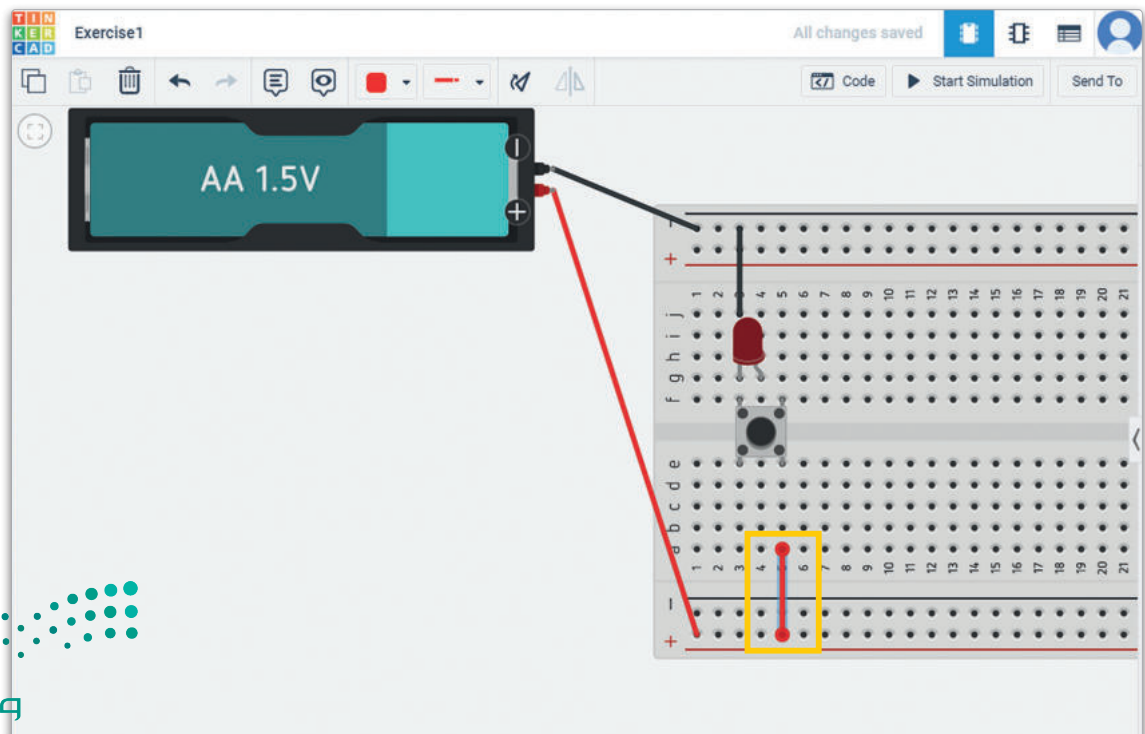 TIN
KER
CAD
Exercise1
All changes saved
Code
Start Simulation
Send To
AA 1.5V
−
+
−
+
1 2 3 4 5 6 7 8 9 10 11 12 13 14 15 16 17 18 19 20 21
j
i
h
g
f
e
d
c
b
a
1 2 3 4 5 6 7 8 9 10 11 12 13 14 15 16 17 18 19 20 21
−
+